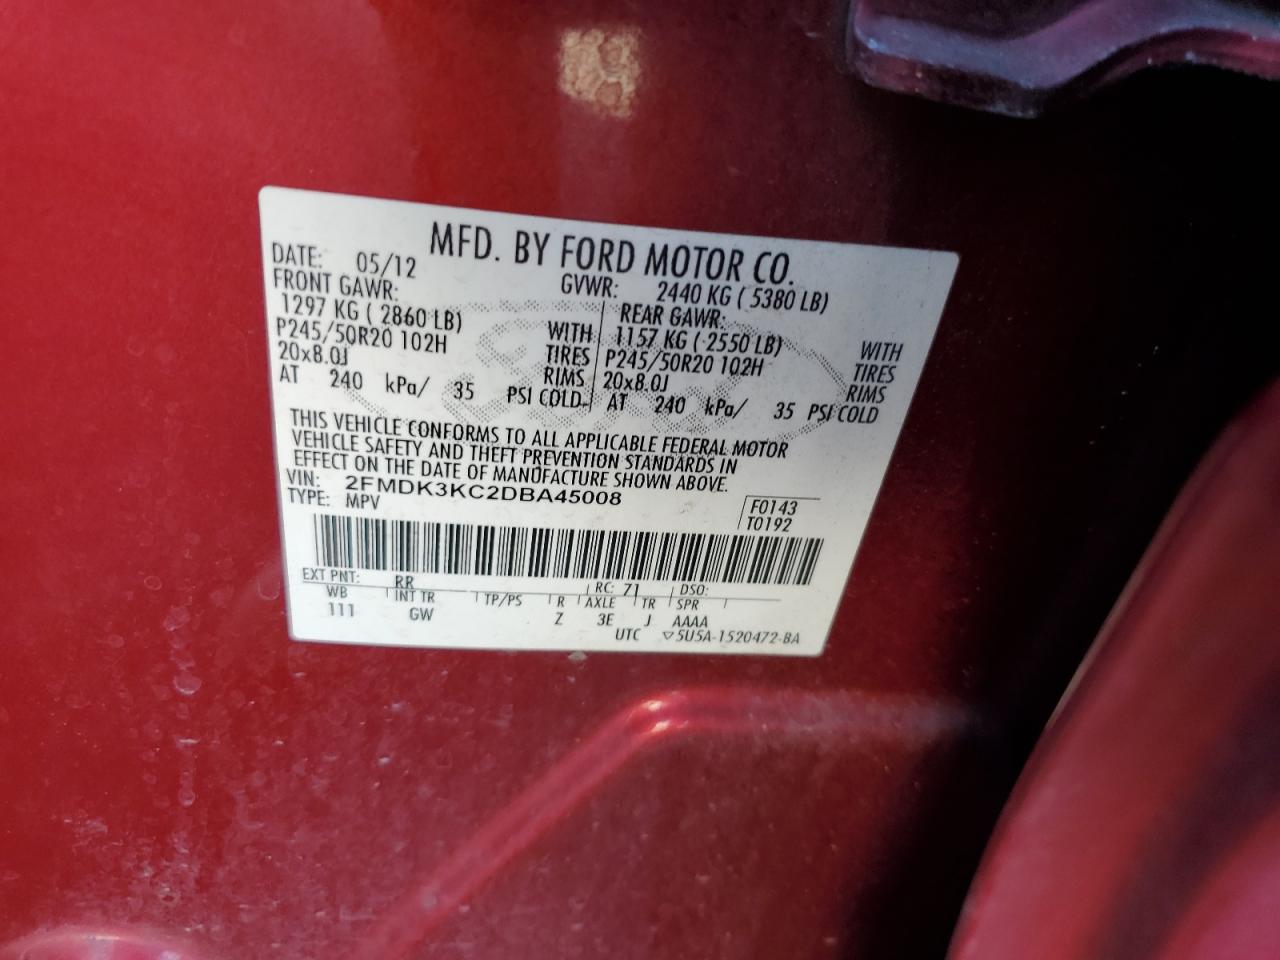 MFD. BY FORD MOTOR CO.
DATE: 05/12 GVWR: 2440 KG ( 5380 LB)
FRONT GAWR: REAR GAWR:
1297 KG ( 2860 LB) WITH 1157 KG ( 2550 LB) WITH
P245/50R20 102H TIRES P245/50R20 102H TIRES
20x8.0J RIMS 20x8.0J RIMS
AT 240 kPa/ 35 PSI COLD AT 240 kPa/ 35 PSI COLD
THIS VEHICLE CONFORMS TO ALL APPLICABLE FEDERAL MOTOR
VEHICLE SAFETY AND THEFT PREVENTION STANDARDS IN
EFFECT ON THE DATE OF MANUFACTURE SHOWN ABOVE.
VIN: 2FMDK3KC2DBA45008
TYPE: MPV
F0143
T0192
EXT PNT: RR RC: 71 DSO:
WB INT TR TP/PS R AXLE TR SPR
111 GW Z 3E J AAAA
UTC ▽5U5A-1520472-BA